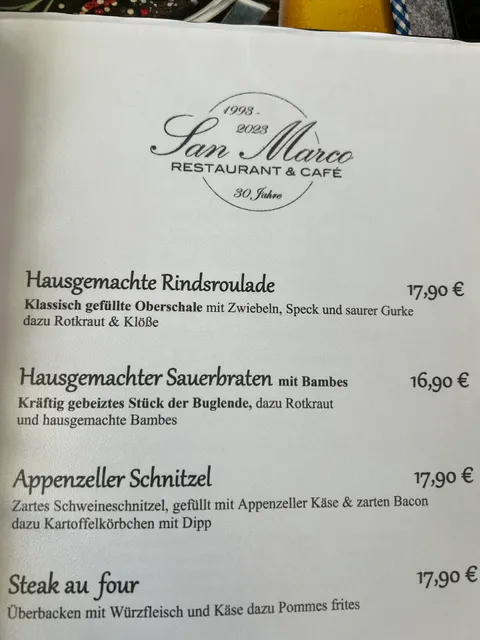 1993 -
2023
San Marco
RESTAURANT & CAFÉ
30 Jahre
Hausgemachte Rindsroulade 17,90 €
Klassisch gefüllte Oberschale mit Zwiebeln, Speck und saurer Gurke
dazu Rotkraut & Klöße
Hausgemachter Sauerbraten mit Bambes 16,90 €
Kräftig gebeiztes Stück der Buglende, dazu Rotkraut
und hausgemachte Bambes
Appenzeller Schnitzel 17,90 €
Zartes Schweineschnitzel, gefüllt mit Appenzeller Käse & zarten Bacon
dazu Kartoffelkörbchen mit Dipp
Steak au four 17,90 €
Überbacken mit Würzfleisch und Käse dazu Pommes frites